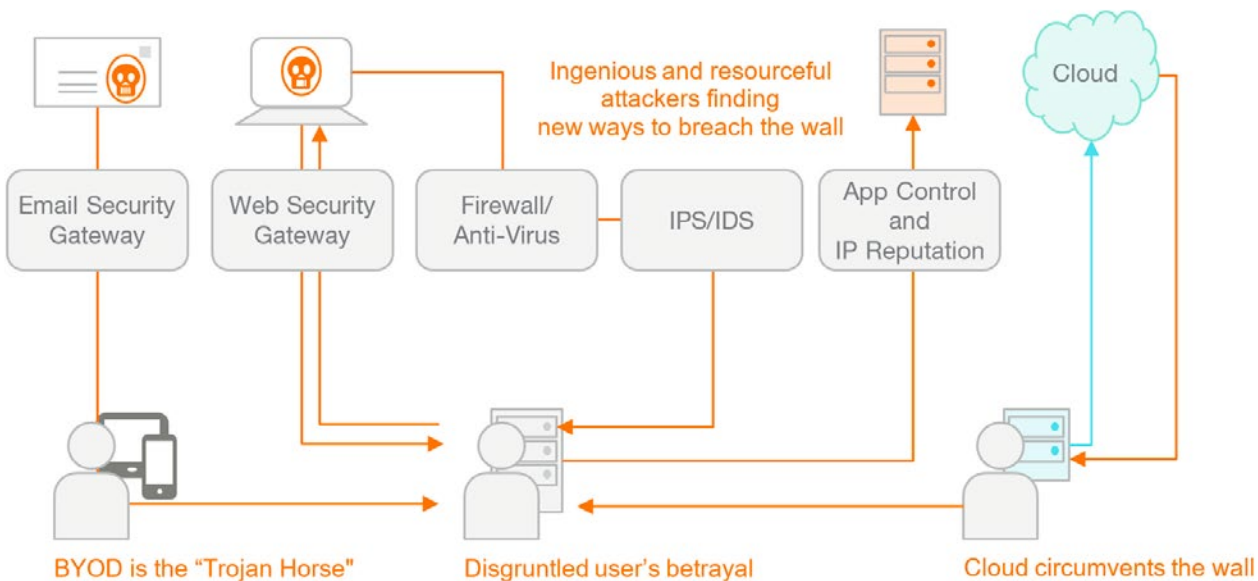 Ingenious and resourceful
attackers finding
new ways to breach the wall
Cloud
Email Security
Gateway
Web Security
Gateway
Firewall/
Anti-Virus
IPS/IDS
App Control
and
IP Reputation
BYOD is the “Trojan Horse"
Disgruntled user’s betrayal
Cloud circumvents the wall